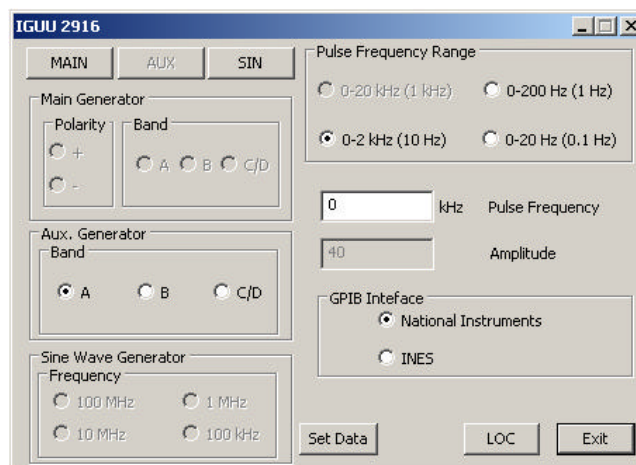 IGUU 2916
MAIN AUX SIN
Main Generator
Polarity
+
-
Band
A B C/D
Aux. Generator
Band
A B C/D
Sine Wave Generator
Frequency
100 MHz 1 MHz
10 MHz 100 kHz
Pulse Frequency Range
0-20 kHz (1 kHz) 0-200 Hz (1 Hz)
0-2 kHz (10 Hz) 0-20 Hz (0.1 Hz)
0 kHz Pulse Frequency
40 Amplitude
GPIB Inteface
National Instruments
INES
Set Data LOC Exit